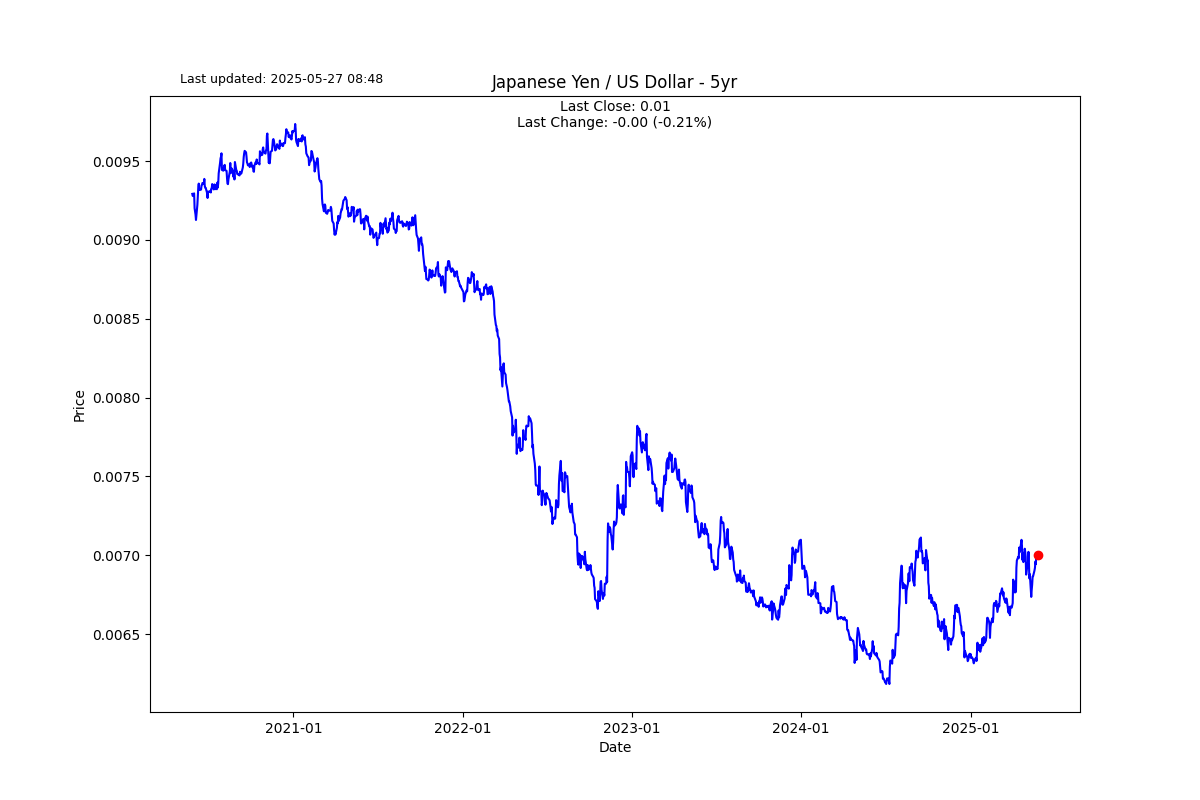 Last updated: 2025-05-27 08:48
Japanese Yen / US Dollar - 5yr
Last Close: 0.01
Last Change: -0.00 (-0.21%)
Price
0.0095
0.0090
0.0085
0.0080
0.0075
0.0070
0.0065
2021-01
2022-01
2023-01
2024-01
2025-01
Date